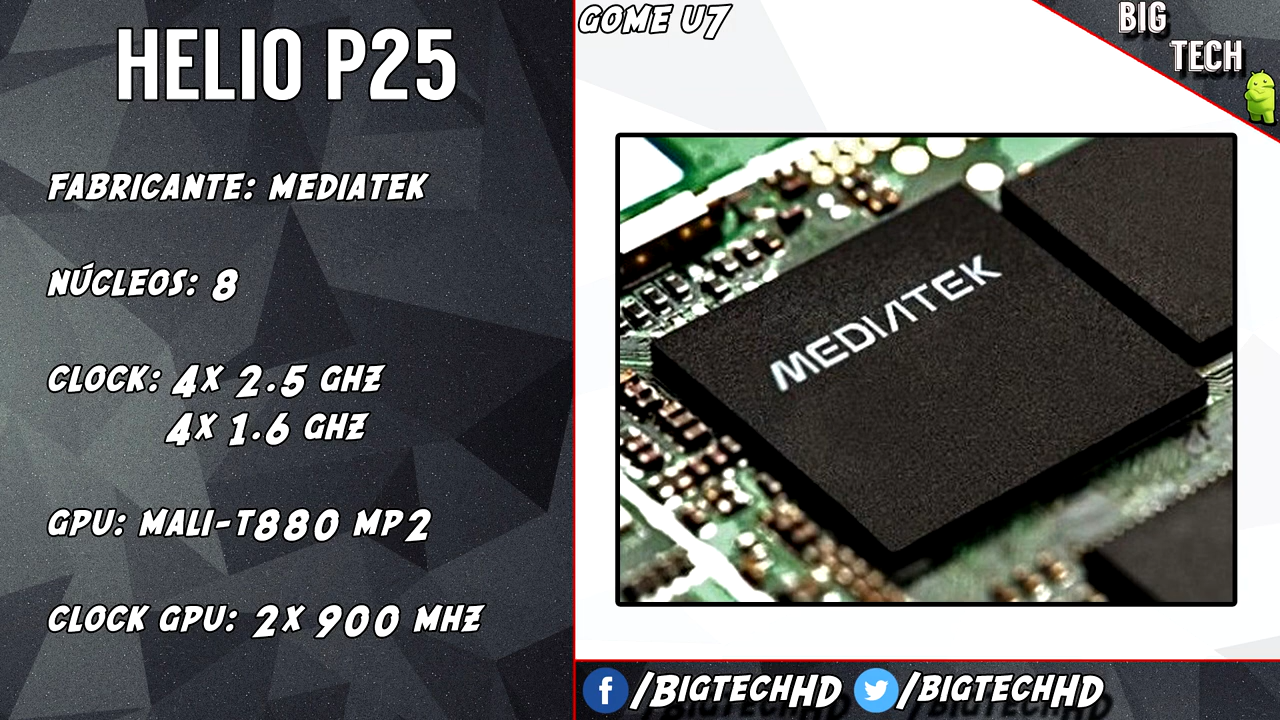 HELIO P25
FABRICANTE: MEDIATEK
NÚCLEOS: 8
CLOCK: 4X 2.5 GHZ
4X 1.6 GHZ
GPU: MALI-T880 MP2
CLOCK GPU: 2X 900 MHZ
GOME U7
BIG
TECH
MEDIATEK
/BIGTECHHD /BIGTECHHD